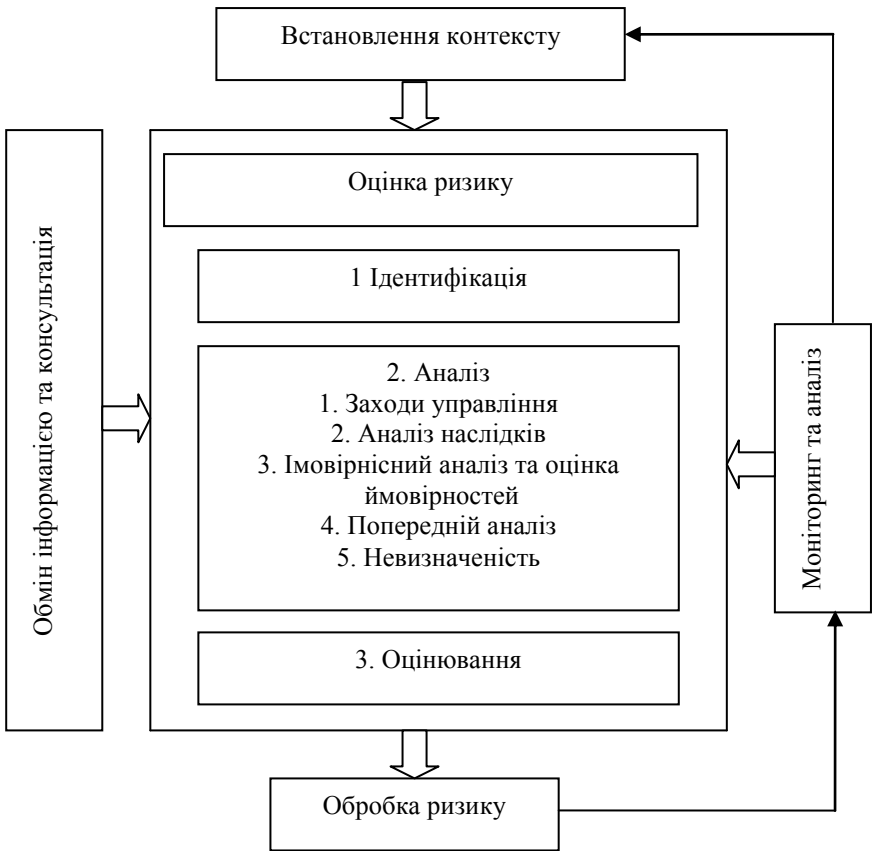 Встановлення контексту
Обмін інформацією та консультація
Оцінка ризику
1 Ідентифікація
2. Аналіз
1. Заходи управління
2. Аналіз наслідків
3. Імовірнісний аналіз та оцінка
ймовірностей
4. Попередній аналіз
5. Невизначеність
3. Оцінювання
Моніторинг та аналіз
Обробка ризику